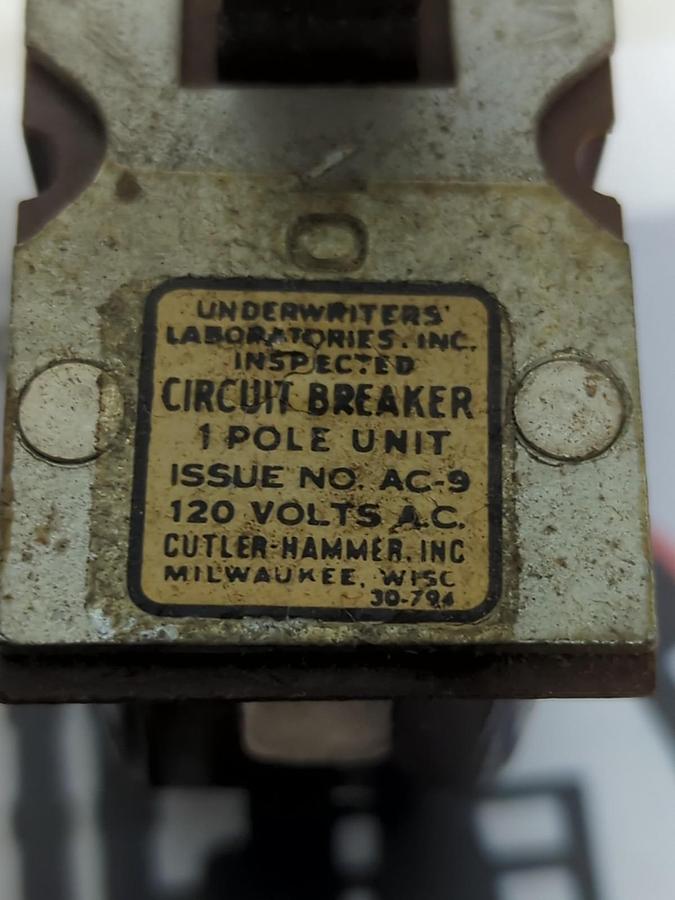 UNDERWRITERS'
LABORATORIES, INC.
INSPECTED
CIRCUIT BREAKER
1 POLE UNIT
ISSUE NO. AC-9
120 VOLTS A.C.
CUTLER-HAMMER, INC
MILWAUKEE, WISC
30-794